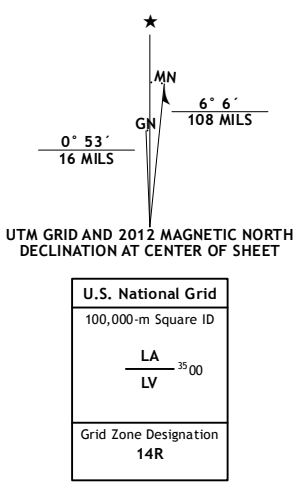 ★
MN
GN
6° 6´
108 MILS
0° 53´
16 MILS
UTM GRID AND 2012 MAGNETIC NORTH
DECLINATION AT CENTER OF SHEET
U.S. National Grid
100,000-m Square ID
LA
LV
3500
Grid Zone Designation
14R